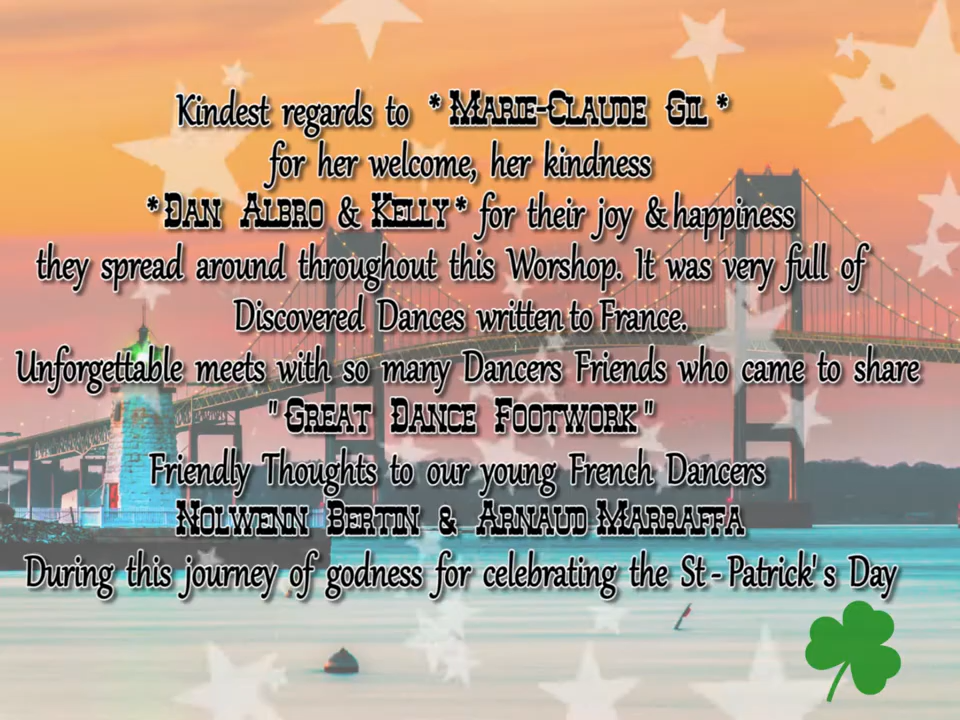 Kindest regards to * Marie-Claude Gil *
for her welcome, her kindness
* Dan Albro & Kelly * for their joy & happiness
they spread around throughout this Worshop. It was very full of
Discovered Dances written to France.
Unforgettable meets with so many Dancers Friends who came to share
" Great Dance Footwork "
Friendly Thoughts to our young French Dancers
Nolwenn Bertin & Arnaud Marraffa
During this journey of godness for celebrating the St - Patrick' s Day